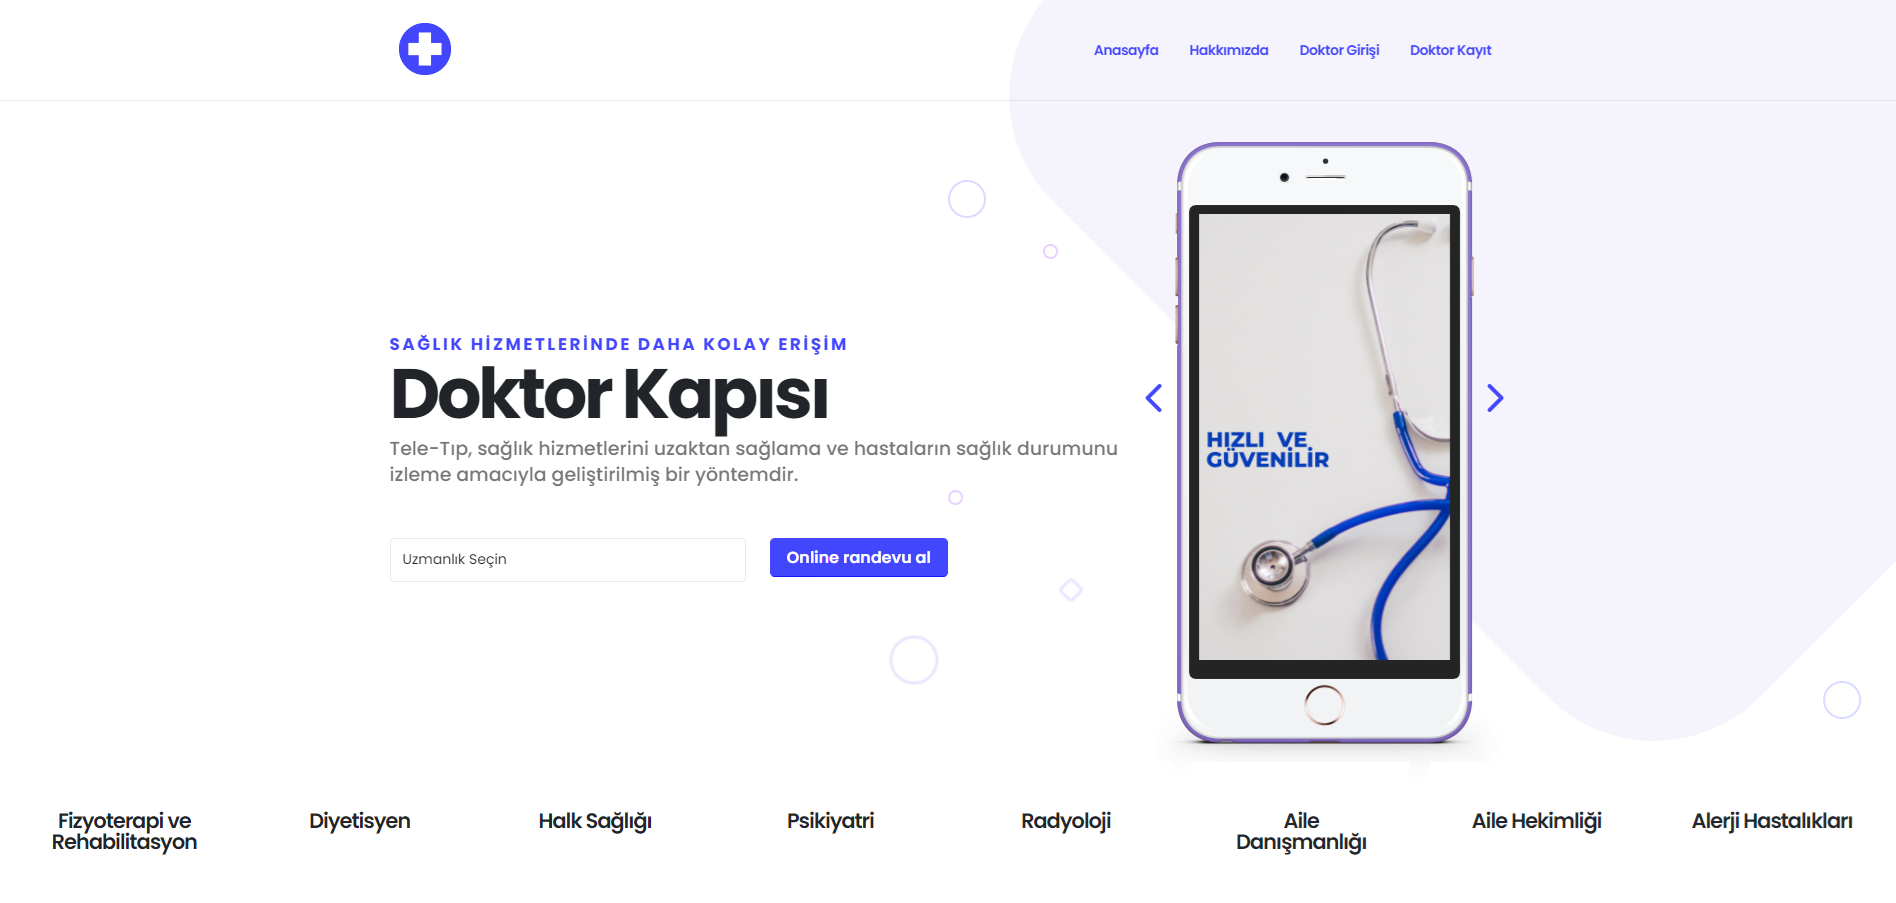 Anasayfa Hakkımızda Doktor Girişi Doktor Kayıt
SAĞLIK HİZMETLERİNDE DAHA KOLAY ERİŞİM
Doktor Kapısı
Tele-Tıp, sağlık hizmetlerini uzaktan sağlama ve hastaların sağlık durumunu
izleme amacıyla geliştirilmiş bir yöntemdir.
Uzmanlık Seçin
Online randevu al
HIZLI VE
GÜVENİLİR
Fizyoterapi ve
Rehabilitasyon
Diyetisyen
Halk Sağlığı
Psikiyatri
Radyoloji
Aile
Danışmanlığı
Aile Hekimliği
Alerji Hastalıkları